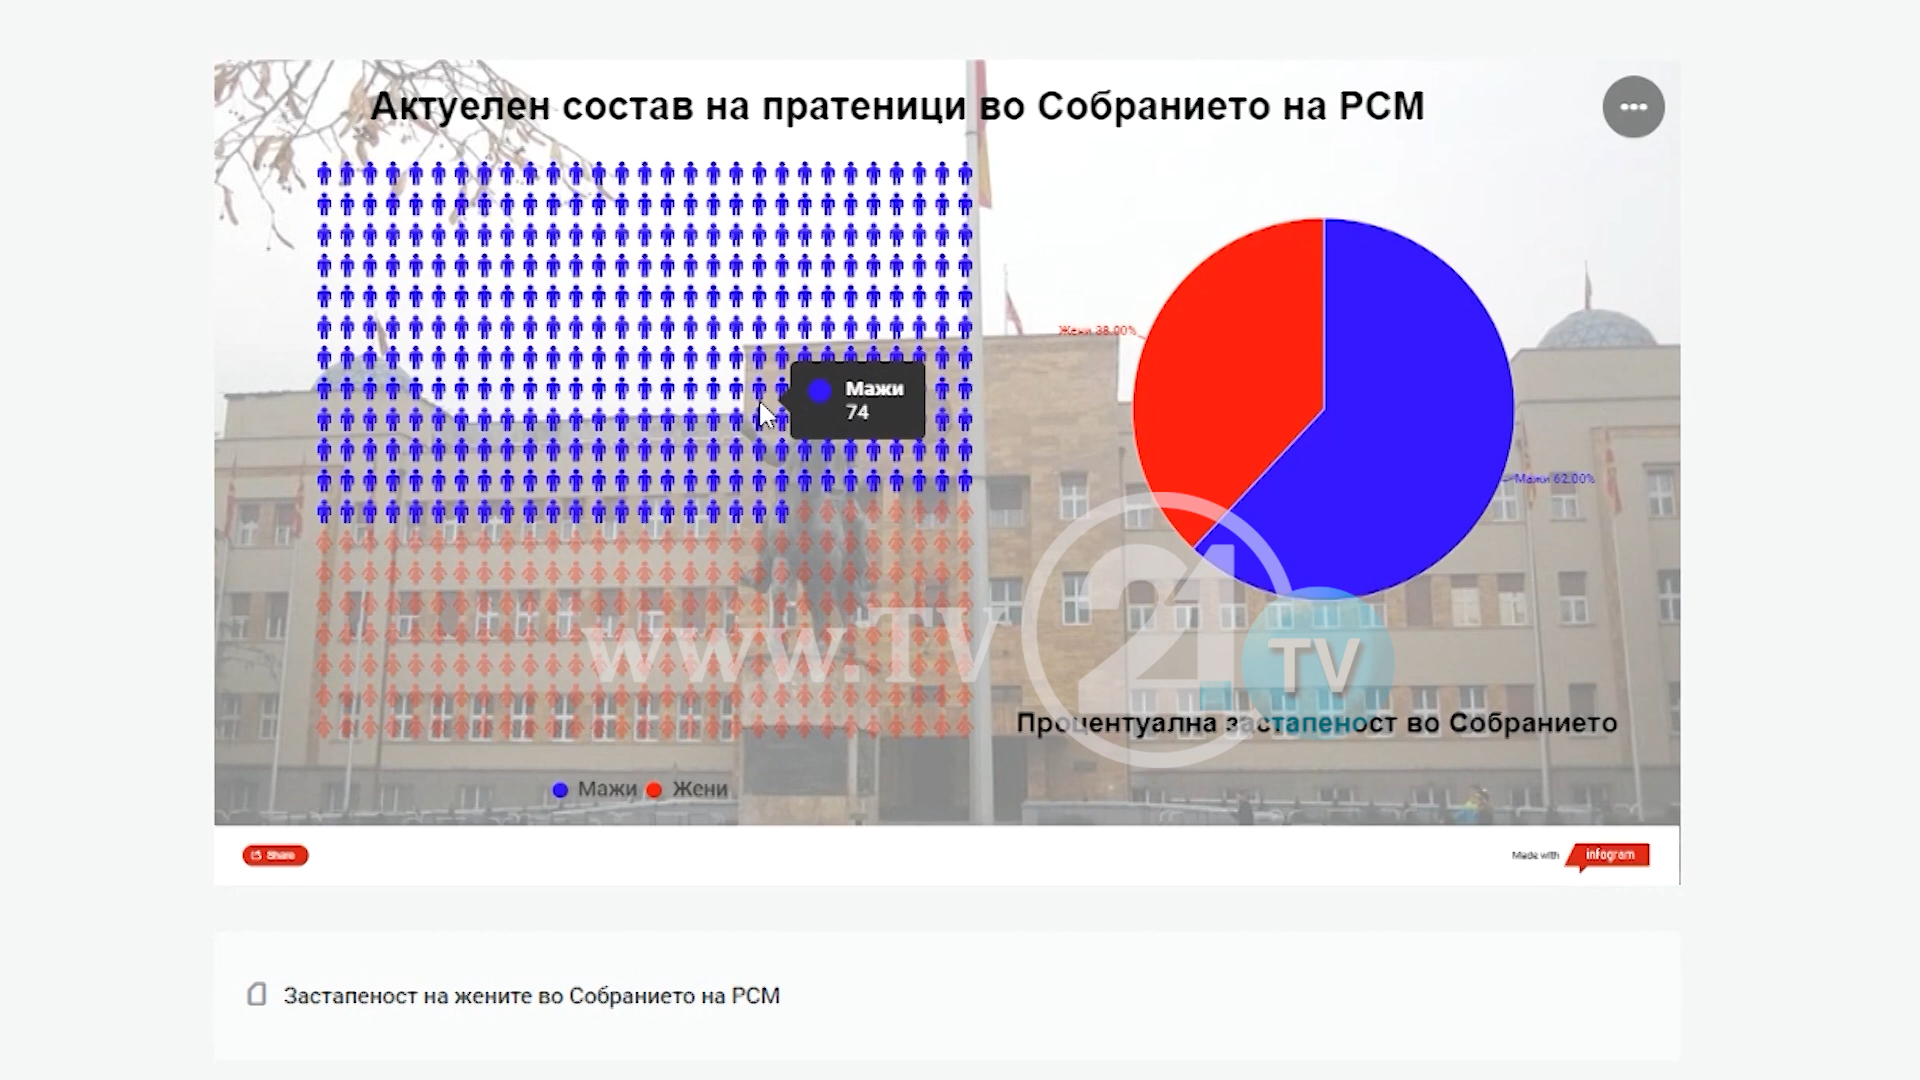 Актуелен состав на пратеници во Собранието на РСМ
Жени 38.00%
Мажи
74
Мажи 62.00%
www.TV 21
TV
Процентуална застапеност во Собранието
Мажи Жени
Share
Made with infogram
Застапеност на жените во Собранието на РСМ